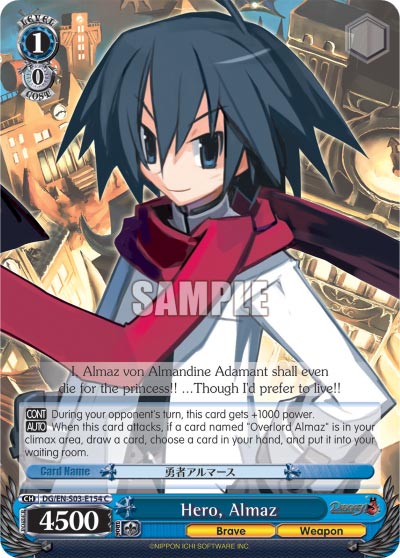 LEVEL
1
0
COST
SAMPLE
I, Almaz von Almandine Adamant shall even
die for the princess!! ...Though I'd prefer to live!!
CONT During your opponent's turn, this card gets +1000 power.
AUTO When this card attacks, if a card named "Overlord Almaz" is in your
climax area, draw a card, choose a card in your hand, and put it into your
waiting room.
Card Name 勇者アルマース
CH DG/EN-S03-E154 C
POWER 4500 SOUL Hero, Almaz
Brave Weapon
©NIPPON ICHI SOFTWARE INC.